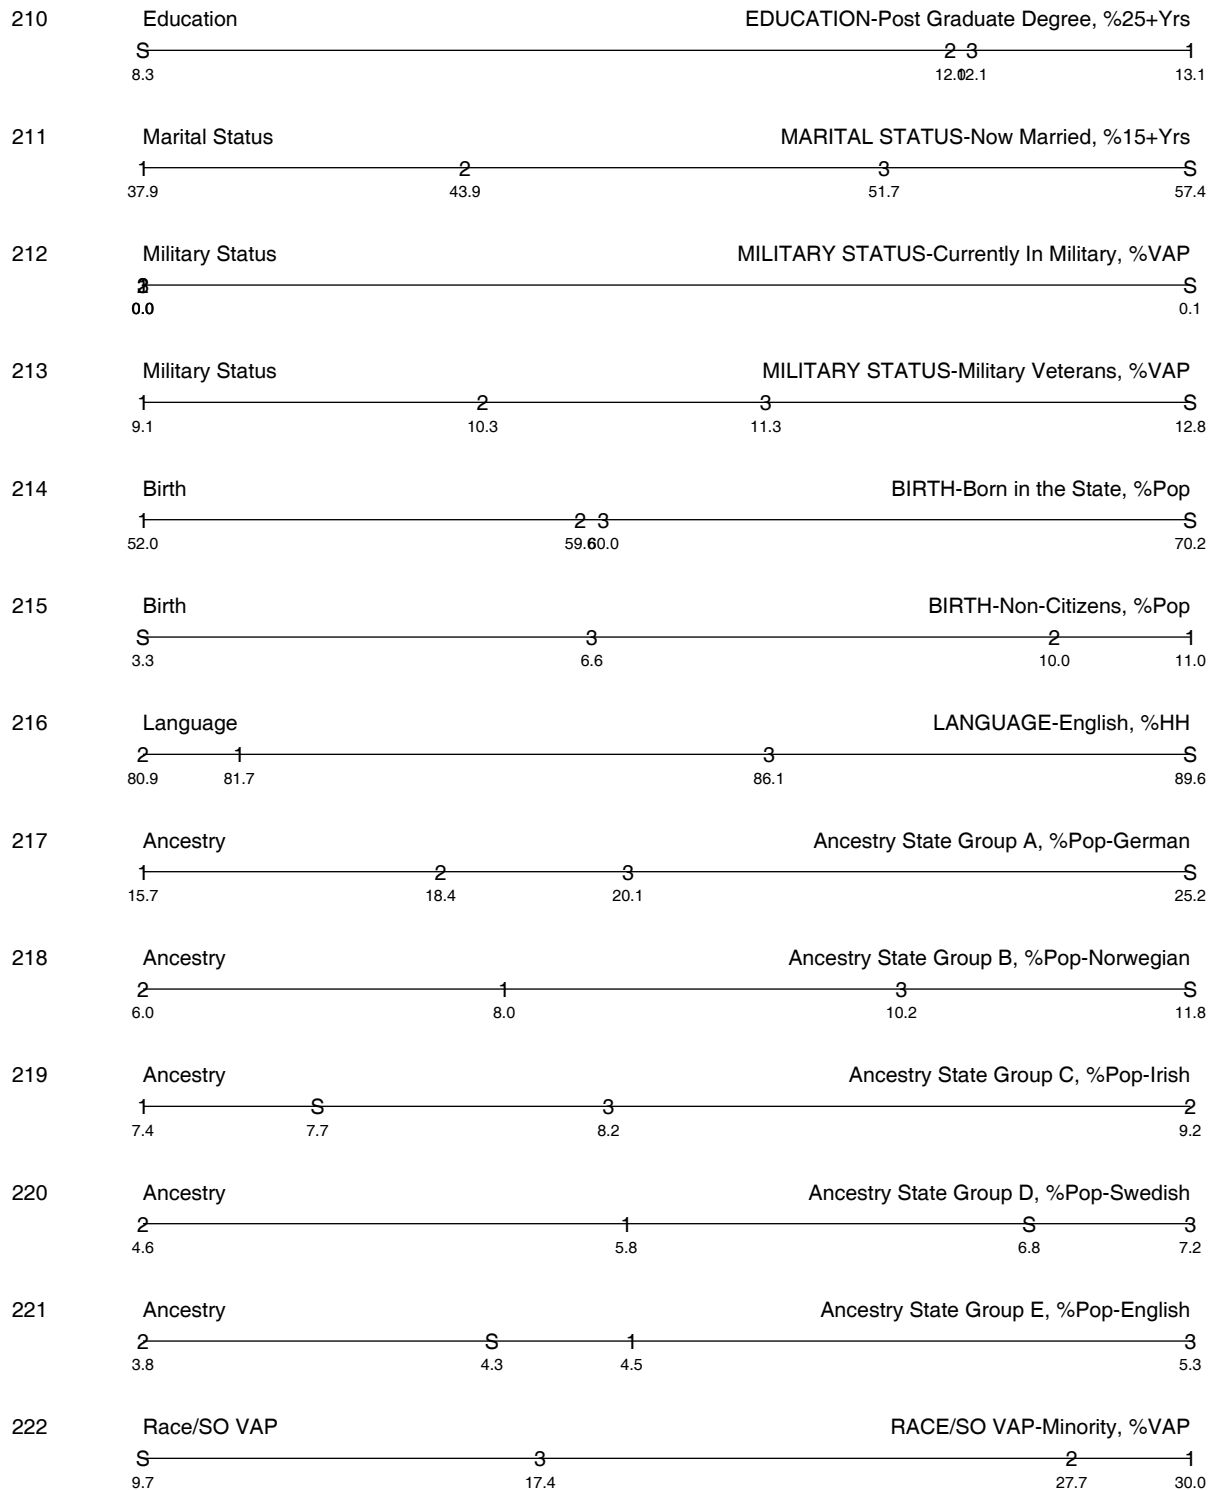 210 Education EDUCATION-Post Graduate Degree, %25+Yrs
S 2 3 1
8.3 12.0 12.1 13.1
211 Marital Status MARITAL STATUS-Now Married, %15+Yrs
1 2 3 S
37.9 43.9 51.7 57.4
212 Military Status MILITARY STATUS-Currently In Military, %VAP
S
0.0 0.1
213 Military Status MILITARY STATUS-Military Veterans, %VAP
1 2 3 S
9.1 10.3 11.3 12.8
214 Birth BIRTH-Born in the State, %Pop
1 2 3 S
52.0 59.6 60.0 70.2
215 Birth BIRTH-Non-Citizens, %Pop
S 3 2 1
3.3 6.6 10.0 11.0
216 Language LANGUAGE-English, %HH
2 1 3 S
80.9 81.7 86.1 89.6
217 Ancestry Ancestry State Group A, %Pop-German
1 2 3 S
15.7 18.4 20.1 25.2
218 Ancestry Ancestry State Group B, %Pop-Norwegian
2 1 3 S
6.0 8.0 10.2 11.8
219 Ancestry Ancestry State Group C, %Pop-Irish
1 S 3 2
7.4 7.7 8.2 9.2
220 Ancestry Ancestry State Group D, %Pop-Swedish
2 1 S 3
4.6 5.8 6.8 7.2
221 Ancestry Ancestry State Group E, %Pop-English
2 S 1 3
3.8 4.3 4.5 5.3
222 Race/SO VAP RACE/SO VAP-Minority, %VAP
S 3 2 1
9.7 17.4 27.7 30.0